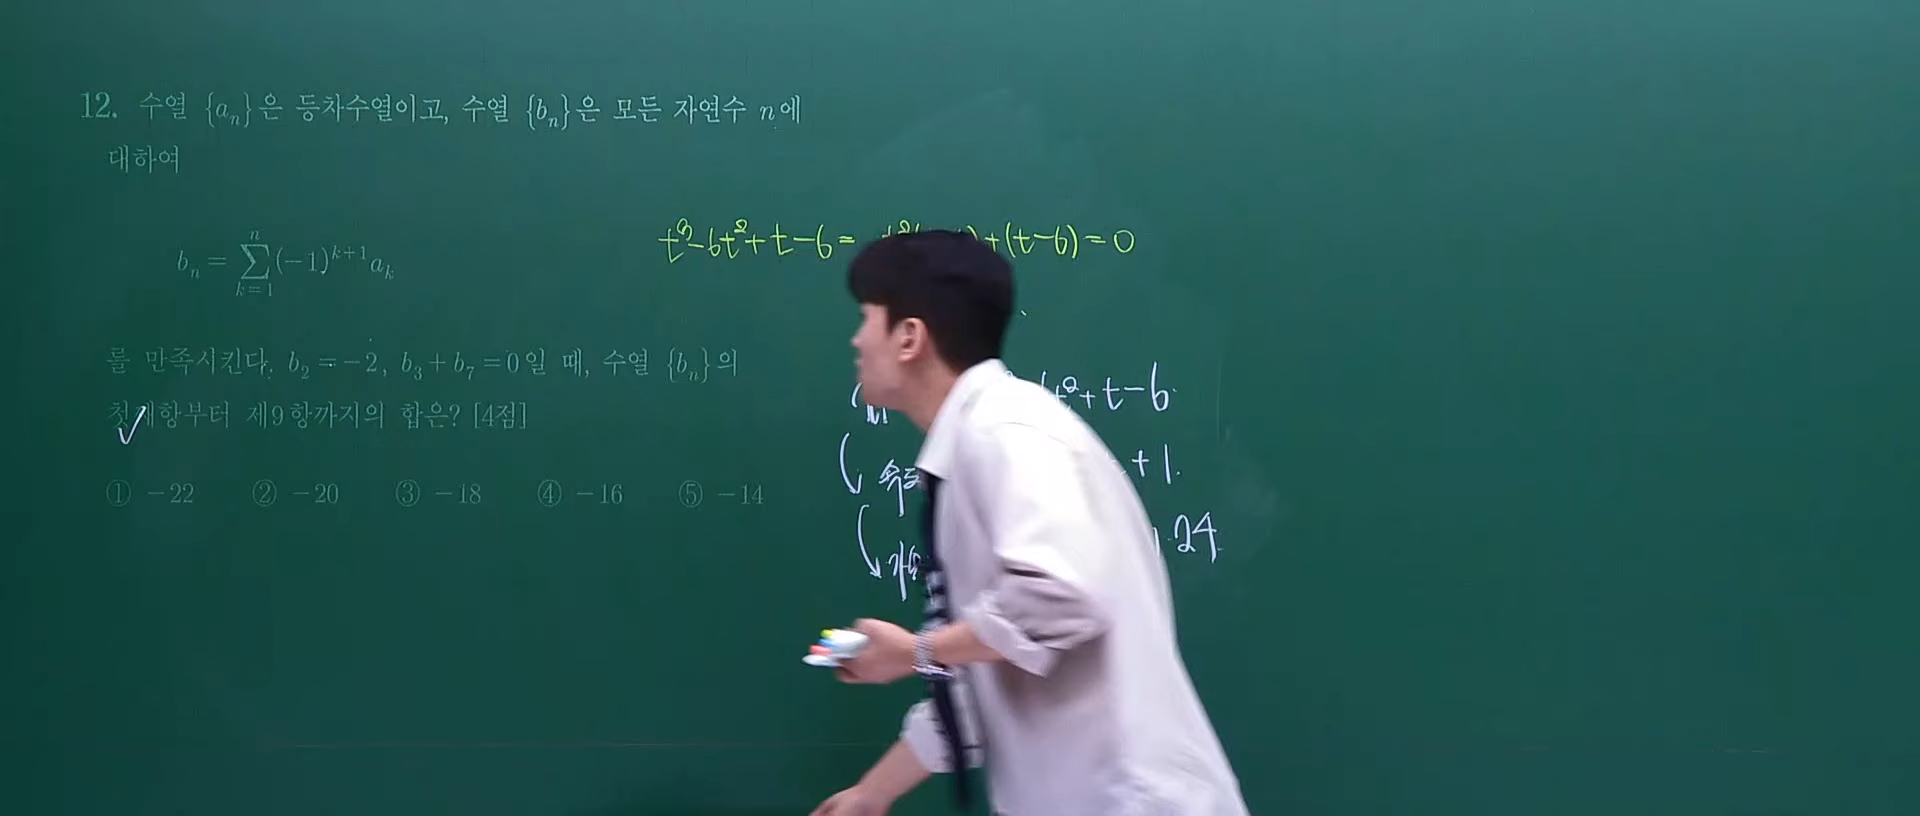 12. 수열 {aₙ}은 등차수열이고, 수열 {bₙ}은 모든 자연수 n에
대하여
bₙ = ∑ₖ₌₁ⁿ (-1)ᵏ⁺¹aₖ
를 만족시킨다. b₂ = -2, b₃ + b₇ = 0일 때, 수열 {bₙ}의
첫째항부터 제9항까지의 합은? [4점]
① -22 ② -20 ③ -18 ④ -16 ⑤ -14
t³-6t²+t-6= +(t-6)=0
t²+t-6
+1
24